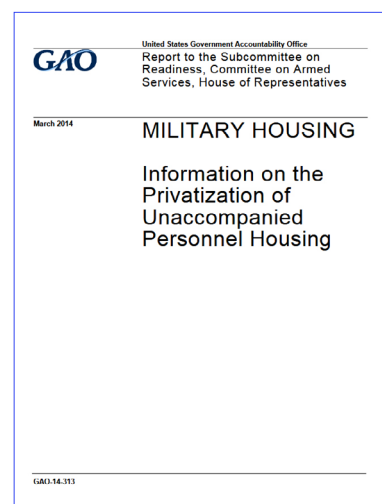 United States Government Accountability Office
GAO
Report to the Subcommittee on
Readiness, Committee on Armed
Services, House of Representatives
March 2014
MILITARY HOUSING
Information on the
Privatization of
Unaccompanied
Personnel Housing
GAO-14-313